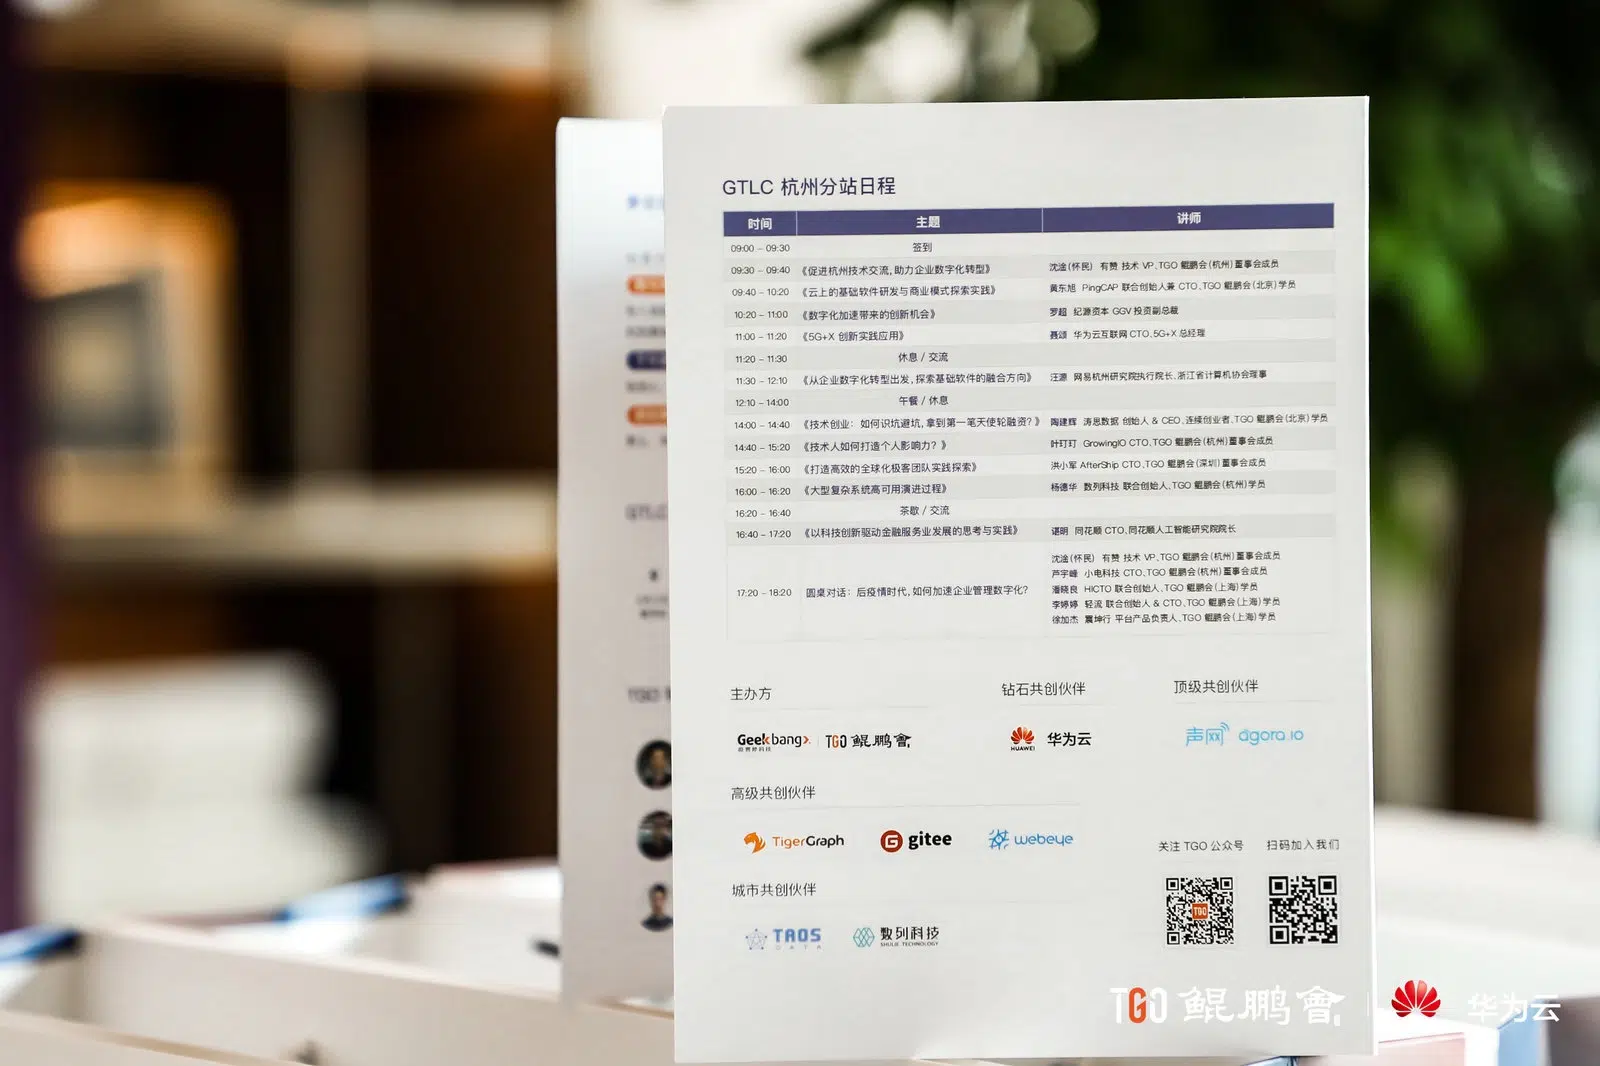 GTLC 杭州分站日程
时间 主题 讲师
09:00 – 09:30 签到
09:30 – 09:40 《促进杭州技术交流,助力企业数字化转型》 沈淦(怀民) 有赞 技术 VP、TGO 鲲鹏会(杭州)董事会成员
09:40 – 10:20 《云上的基础软件研发与商业模式探索实践》 黄东旭 PingCAP 联合创始人兼 CTO、TGO 鲲鹏会(北京)学员
10:20 – 11:00 《数字化加速带来的创新机会》 罗超 纪源资本 GGV 投资副总裁
11:00 – 11:20 《5G+X 创新实践应用》 聂颂 华为云互联网 CTO、5G+X 总经理
11:20 – 11:30 休息 / 交流
11:30 – 12:10 《从企业数字化转型出发,探索基础软件的融合方向》 汪源 网易杭州研究院执行院长、浙江省计算机协会理事
12:10 – 14:00 午餐 / 休息
14:00 – 14:40 《技术创业：如何识坑避坑,拿到第一笔天使轮融资？》 陶建辉 涛思数据 创始人 & CEO、连续创业者、TGO 鲲鹏会(北京)学员
14:40 – 15:20 《技术人如何打造个人影响力？》 叶玎玎 GrowingIO CTO、TGO 鲲鹏会(杭州)董事会成员
15:20 – 16:00 《打造高效的全球化极客团队实践探索》 洪小军 AfterShip CTO、TGO 鲲鹏会(深圳)董事会成员
16:00 – 16:20 《大型复杂系统高可用演进过程》 杨德华 数列科技 联合创始人、TGO 鲲鹏会(杭州)学员
16:20 – 16:40 茶歇 / 交流
16:40 – 17:20 《以科技创新驱动金融服务业发展的思考与实践》 谌明 同花顺 CTO、同花顺人工智能研究院院长
17:20 – 18:20 圆桌对话：后疫情时代,如何加速企业管理数字化？
沈淦(怀民) 有赞 技术 VP、TGO 鲲鹏会(杭州)董事会成员
芦宇峰 小电科技 CTO、TGO 鲲鹏会(杭州)董事会成员
潘晓良 HICTO 联合创始人、TGO 鲲鹏会(上海)学员
李婷婷 轻流 联合创始人 & CTO、TGO 鲲鹏会(上海)学员
徐加杰 震坤行 平台产品负责人、TGO 鲲鹏会(上海)学员
主办方 钻石共创伙伴 顶级共创伙伴
Geekbang>. 极客邦科技 | TGO 鲲鹏會 HUAWEI 华为云 声网 agora.io
高级共创伙伴
TigerGraph gitee webeye
城市共创伙伴
TAOS DATA 数列科技 SHULIE TECHNOLOGY
关注 TGO 公众号 扫码加入我们
TGO
TGO 鲲鹏會 | 华为云